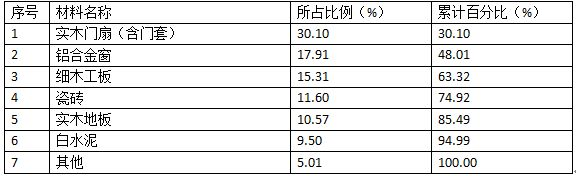 序号 材料名称 所占比例（%） 累计百分比（%）
1 实木门扇（含门套） 30.10 30.10
2 铝合金窗 17.91 48.01
3 细木工板 15.31 63.32
4 瓷砖 11.60 74.92
5 实木地板 10.57 85.49
6 白水泥 9.50 94.99
7 其他 5.01 100.00